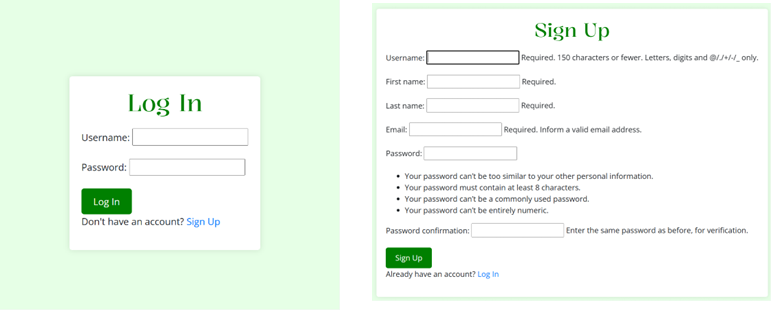 Log In
Username:
Password:
Log In
Don't have an account? Sign Up
Sign Up
Username: Required. 150 characters or fewer. Letters, digits and @/./+/-/_ only.
First name: Required.
Last name: Required.
Email: Required. Inform a valid email address.
Password:
Your password can't be too similar to your other personal information.
Your password must contain at least 8 characters.
Your password can't be a commonly used password.
Your password can't be entirely numeric.
Password confirmation: Enter the same password as before, for verification.
Sign Up
Already have an account? Log In